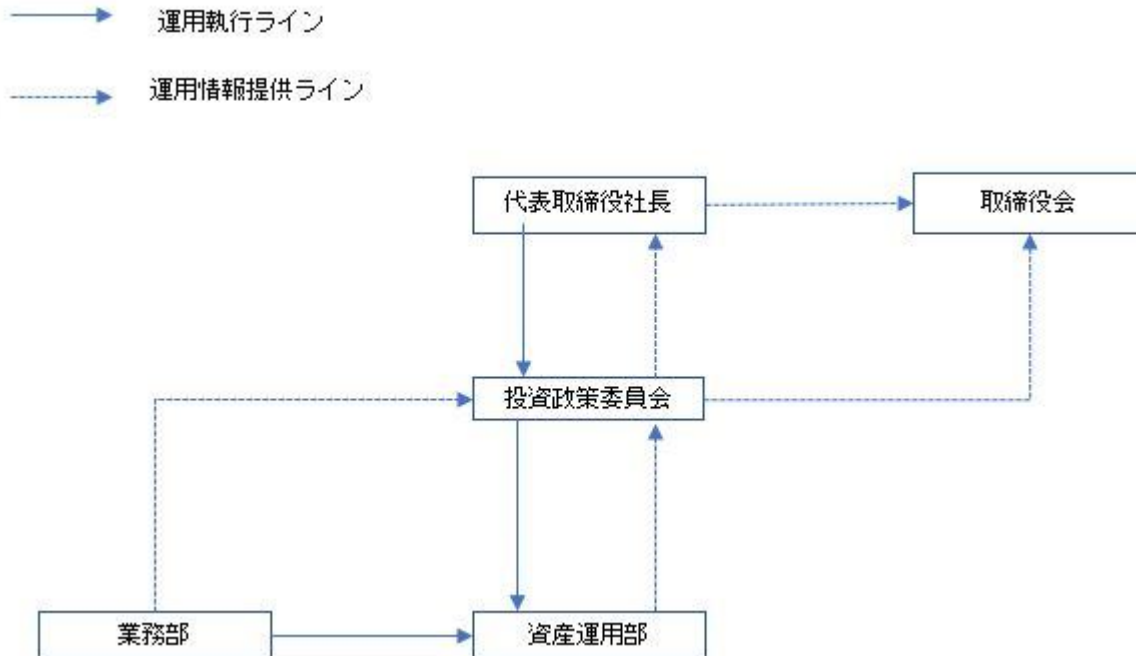 運用執行ライン
運用情報提供ライン
代表取締役社長
取締役会
投資政策委員会
業務部
資産運用部